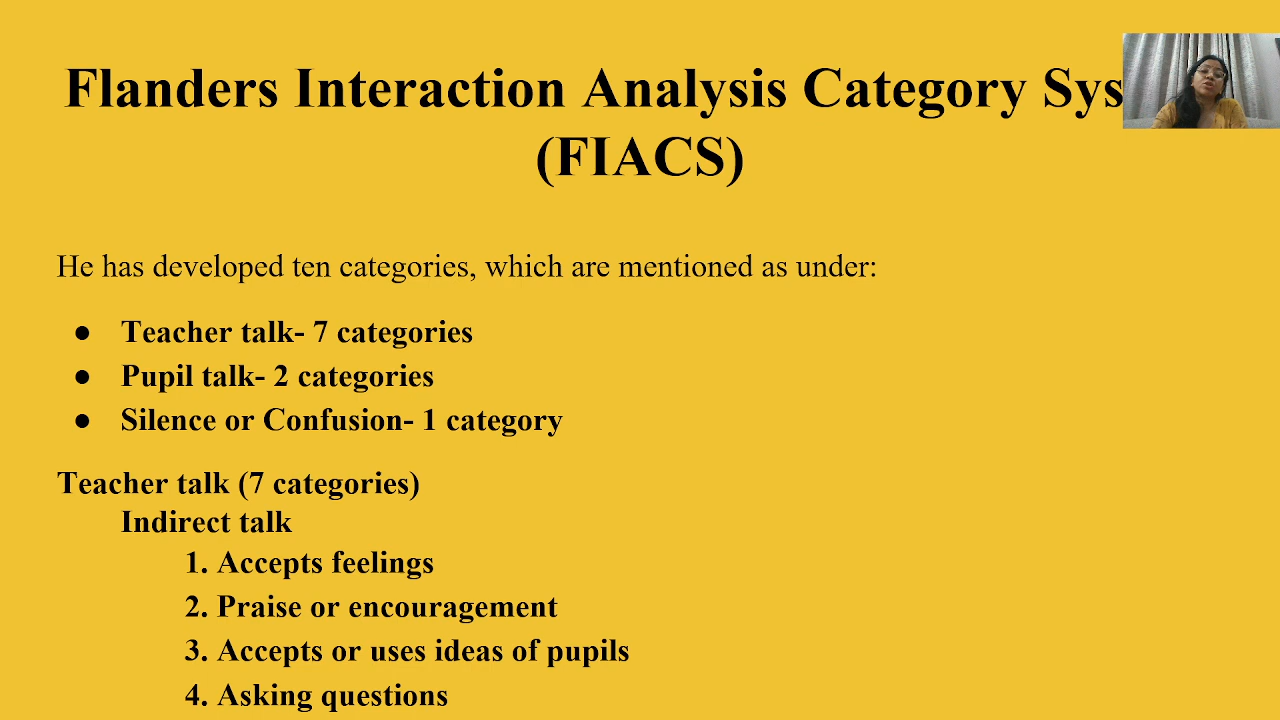 Flanders Interaction Analysis Category Sys
(FIACS)
He has developed ten categories, which are mentioned as under:
● Teacher talk- 7 categories
● Pupil talk- 2 categories
● Silence or Confusion- 1 category
Teacher talk (7 categories)
Indirect talk
1. Accepts feelings
2. Praise or encouragement
3. Accepts or uses ideas of pupils
4. Asking questions